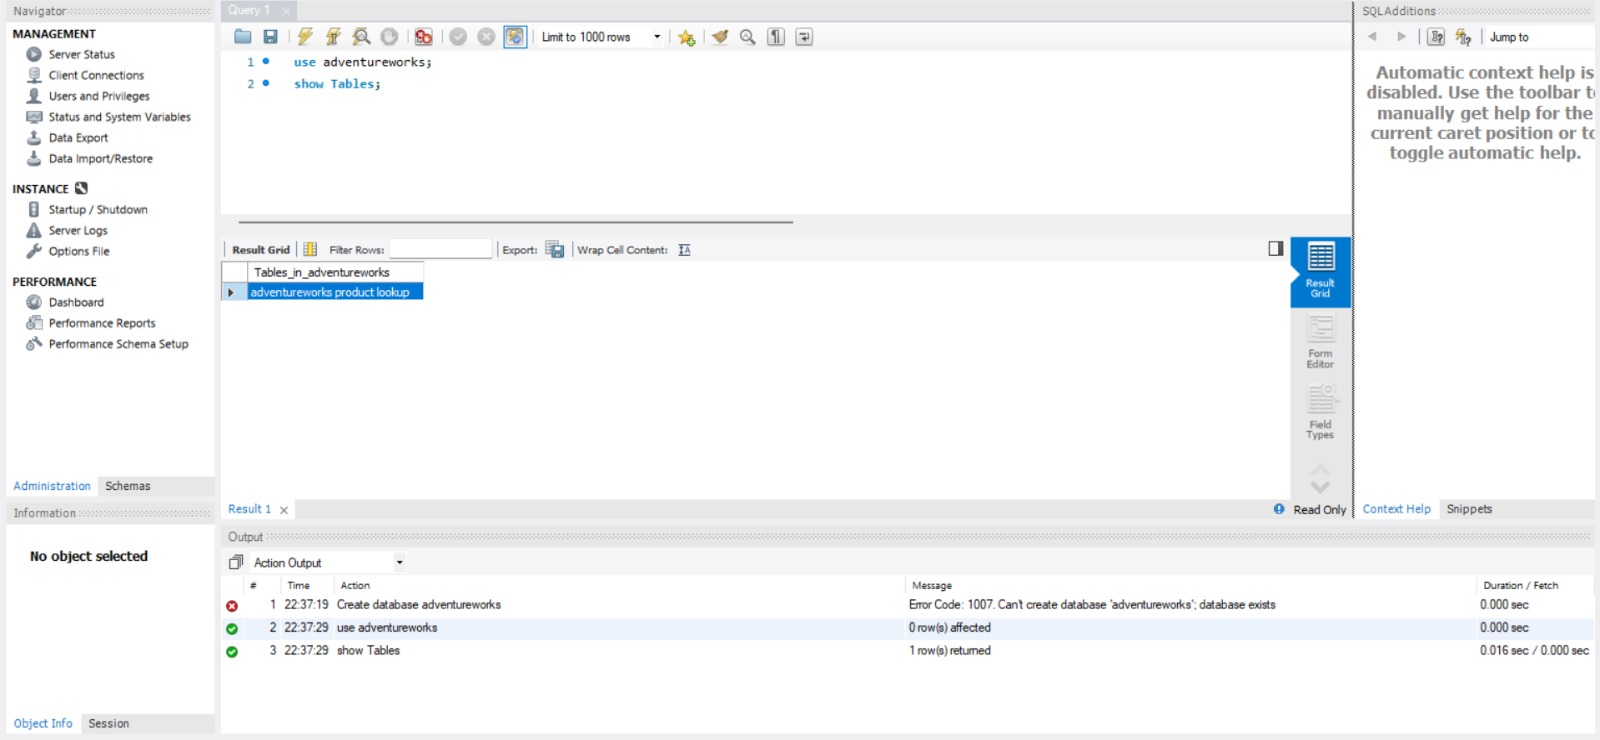 Navigator
MANAGEMENT
Server Status
Client Connections
Users and Privileges
Status and System Variables
Data Export
Data Import/Restore
INSTANCE
Startup / Shutdown
Server Logs
Options File
PERFORMANCE
Dashboard
Performance Reports
Performance Schema Setup
Administration Schemas
Information
No object selected
Object Info Session
Query 1
Limit to 1000 rows
1 use adventureworks;
2 show Tables;
Result Grid Filter Rows: Export: Wrap Cell Content:
Tables_in_adventureworks
adventureworks product lookup
Result
Grid
Form
Editor
Field
Types
Result 1 Read Only
SQLAdditions
Jump to
Automatic context help is
disabled. Use the toolbar t
manually get help for the
current caret position or to
toggle automatic help.
Context Help Snippets
Output
Action Output
# Time Action Message Duration / Fetch
1 22:37:19 Create database adventureworks Error Code: 1007. Can't create database 'adventureworks'; database exists 0.000 sec
2 22:37:29 use adventureworks 0 row(s) affected 0.000 sec
3 22:37:29 show Tables 1 row(s) returned 0.016 sec / 0.000 sec